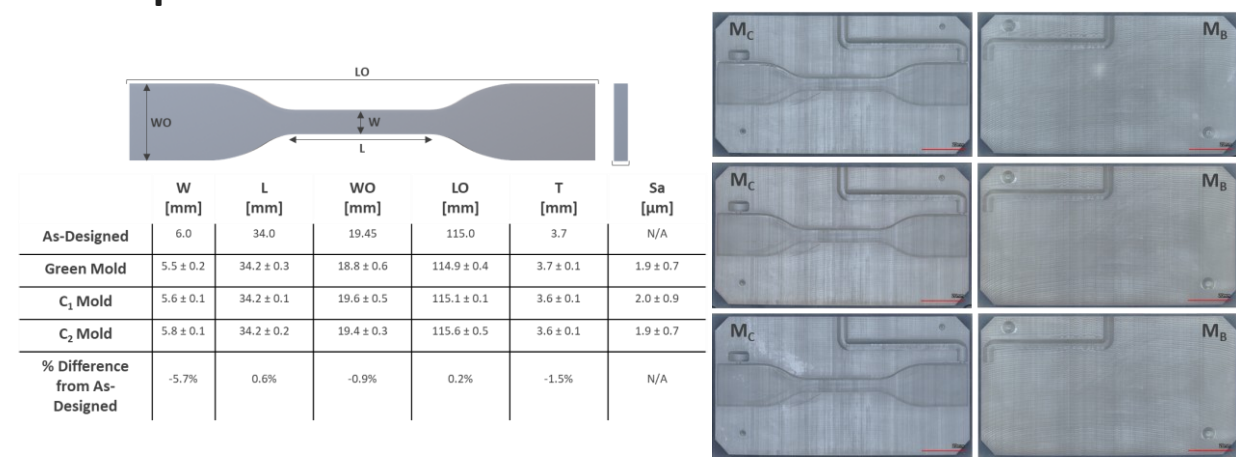 LO
WO
W
L
W
[mm]
L
[mm]
WO
[mm]
LO
[mm]
T
[mm]
Sa
[µm]
As-Designed 6.0 34.0 19.45 115.0 3.7 N/A
Green Mold 5.5 ± 0.2 34.2 ± 0.3 18.8 ± 0.6 114.9 ± 0.4 3.7 ± 0.1 1.9 ± 0.7
C₁ Mold 5.6 ± 0.1 34.2 ± 0.1 19.6 ± 0.5 115.1 ± 0.1 3.6 ± 0.1 2.0 ± 0.9
C₂ Mold 5.8 ± 0.1 34.2 ± 0.2 19.4 ± 0.3 115.6 ± 0.5 3.6 ± 0.1 1.9 ± 0.7
% Difference
from As-
Designed
-5.7% 0.6% -0.9% 0.2% -1.5% N/A
M_C
M_B
M_C
M_B
M_C
M_B